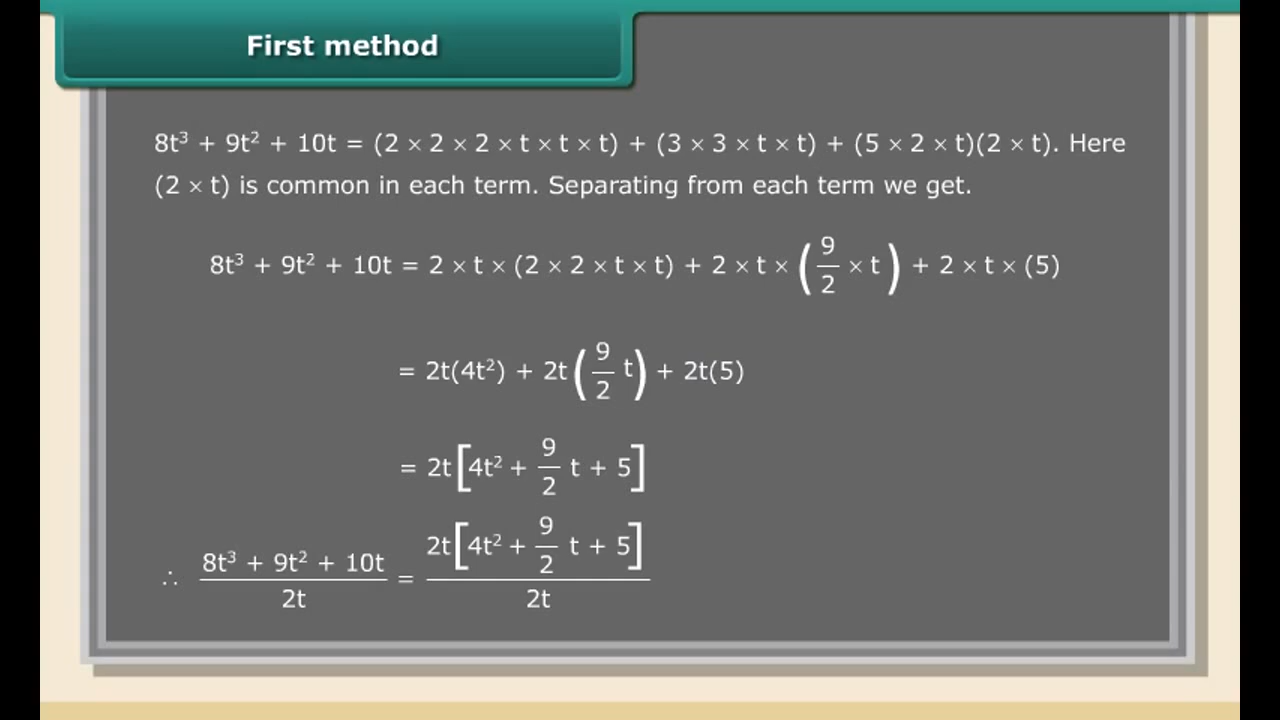 First method
8t³ + 9t² + 10t = (2 × 2 × 2 × t × t × t) + (3 × 3 × t × t) + (5 × 2 × t)(2 × t). Here
(2 × t) is common in each term. Separating from each term we get.
8t³ + 9t² + 10t = 2 × t × (2 × 2 × t × t) + 2 × t × (9/2 × t) + 2 × t × (5)
= 2t(4t²) + 2t(9/2 t) + 2t(5)
= 2t[4t² + 9/2 t + 5]
∴ (8t³ + 9t² + 10t)/2t = 2t[4t² + 9/2 t + 5]/2t